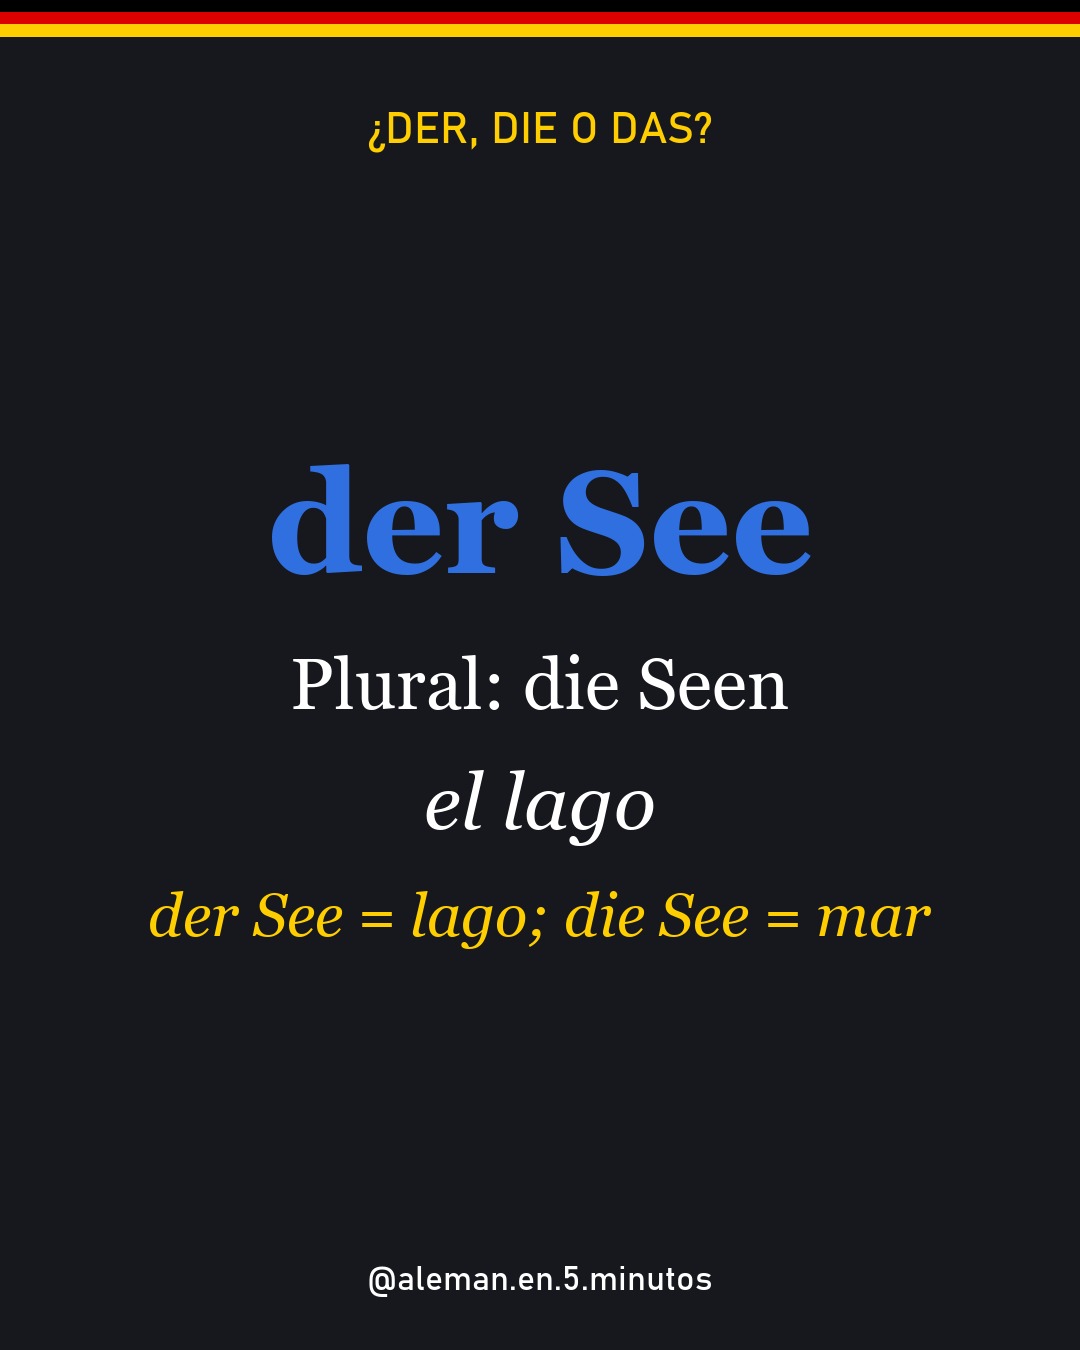 ¿DER, DIE O DAS?
der See
Plural: die Seen
el lago
der See = lago; die See = mar
@aleman.en.5.minutos